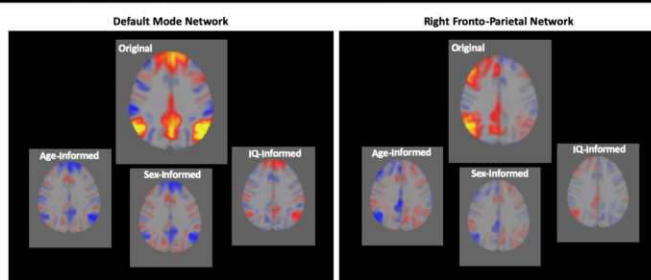 Default Mode Network
Original
Age-Informed
Sex-Informed
IQ-Informed
Right Fronto-Parietal Network
Original
Age-Informed
Sex-Informed
IQ-Informed